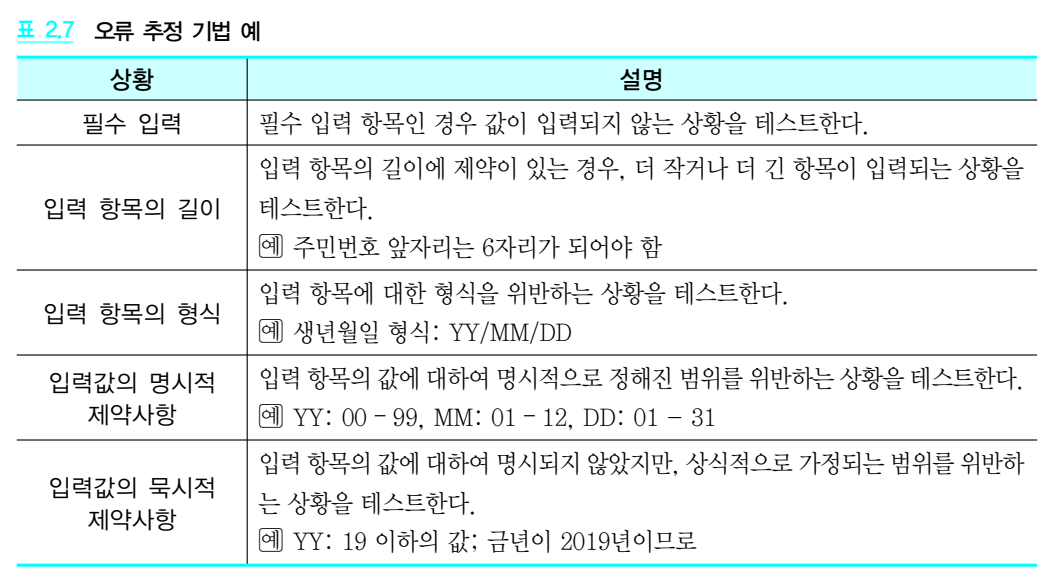 표 2.7 오류 추정 기법 예
상황 설명
필수 입력 필수 입력 항목인 경우 값이 입력되지 않는 상황을 테스트한다.
입력 항목의 길이
입력 항목의 길이에 제약이 있는 경우, 더 작거나 더 긴 항목이 입력되는 상황을
테스트한다.
예 주민번호 앞자리는 6자리가 되어야 함
입력 항목의 형식
입력 항목에 대한 형식을 위반하는 상황을 테스트한다.
예 생년월일 형식: YY/MM/DD
입력값의 명시적
제약사항
입력 항목의 값에 대하여 명시적으로 정해진 범위를 위반하는 상황을 테스트한다.
예 YY: 00 - 99, MM: 01 - 12, DD: 01 – 31
입력값의 묵시적
제약사항
입력 항목의 값에 대하여 명시되지 않았지만, 상식적으로 가정되는 범위를 위반하
는 상황을 테스트한다.
예 YY: 19 이하의 값; 금년이 2019년이므로